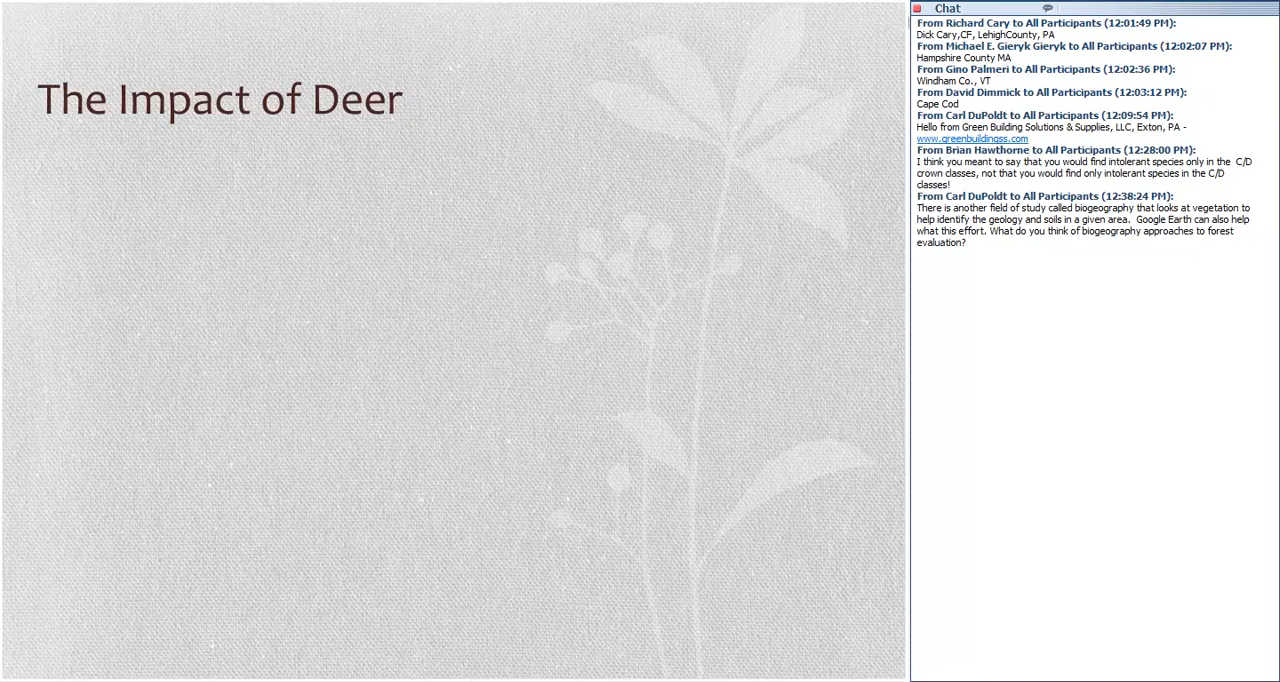 The Impact of Deer
Chat
From Richard Cary to All Participants (12:01:49 PM):
Dick Cary,CF, LehighCounty, PA
From Michael E. Gieryk Gieryk to All Participants (12:02:07 PM):
Hampshire County MA
From Gino Palmeri to All Participants (12:02:36 PM):
Windham Co., VT
From David Dimmick to All Participants (12:03:12 PM):
Cape Cod
From Carl DuPoldt to All Participants (12:09:54 PM):
Hello from Green Building Solutions & Supplies, LLC, Exton, PA -
www.greenbuildingss.com
From Brian Hawthorne to All Participants (12:28:00 PM):
I think you meant to say that you would find intolerant species only in the C/D
crown classes, not that you would find only intolerant species in the C/D
classes!
From Carl DuPoldt to All Participants (12:38:24 PM):
There is another field of study called biogeography that looks at vegetation to
help identify the geology and soils in a given area. Google Earth can also help
what this effort. What do you think of biogeography approaches to forest
evaluation?